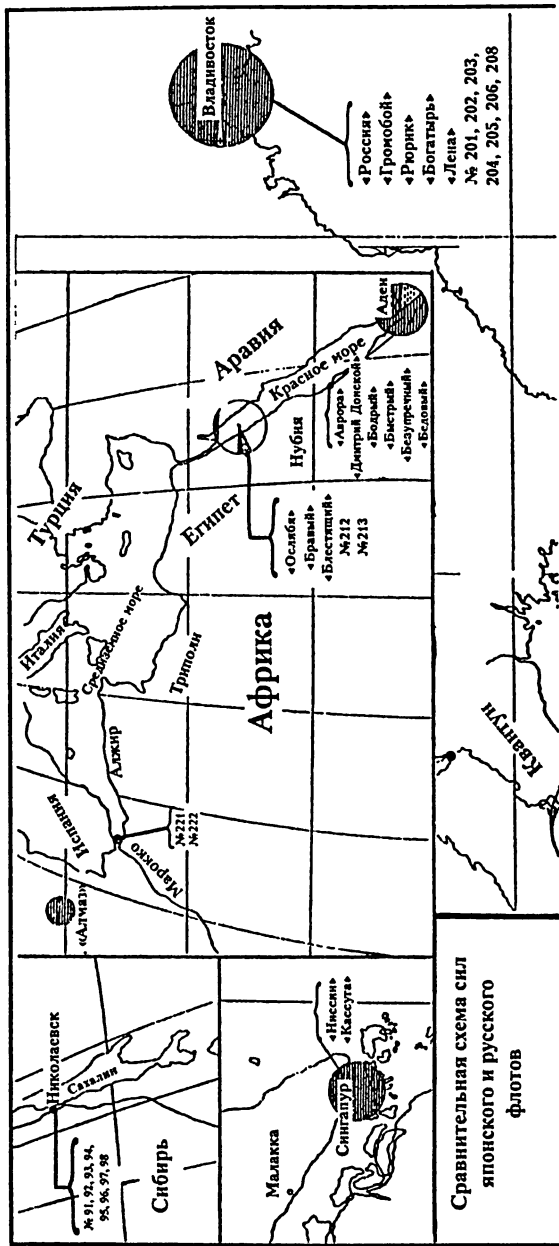 Николаевск
Сахалин
№ 91, 92, 93, 94,
95, 96, 97, 98
Сибирь
Малакка
Сингапур
«Ниссин»
«Кассуга»
Сравнительная схема сил
японского и русского
флотов
«Алмаз»
Испания
Италия
Турция
Средиземное море
Алжир
Марокко
№221
№222
Триполи
Египет
Аравия
Африка
Нубия
Красное море
Аден
«Ослябя»
«Бравый»
«Блестящий»
№212
№213
«Аврора»
«Дмитрий Донской»
«Бодрый»
«Быстрый»
«Безупречный»
«Бедовый»
Владивосток
«Россия»
«Громобой»
«Рюрик»
«Богатырь»
«Лена»
№ 201, 202, 203,
204, 205, 206, 208
Квантун